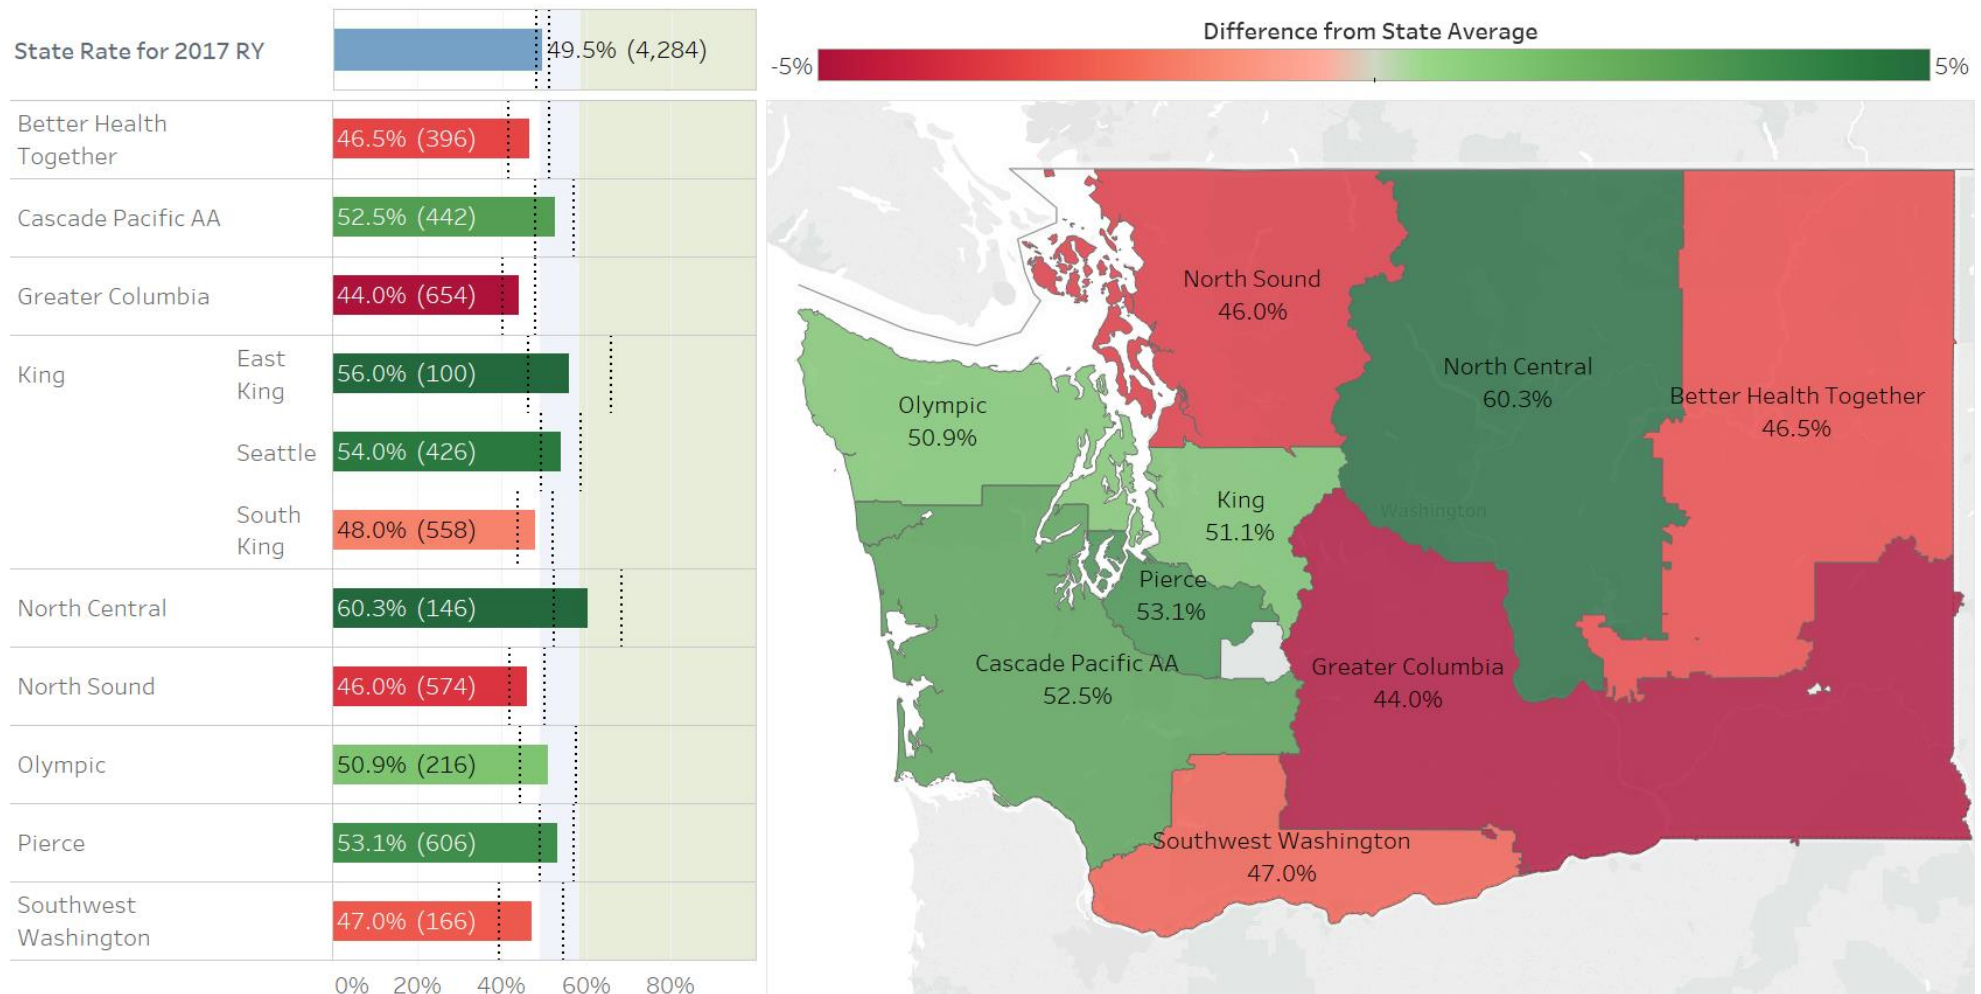 State Rate for 2017 RY
49.5% (4,284)
Better Health
Together
46.5% (396)
Cascade Pacific AA
52.5% (442)
Greater Columbia
44.0% (654)
King
East
King
56.0% (100)
Seattle
54.0% (426)
South
King
48.0% (558)
North Central
60.3% (146)
North Sound
46.0% (574)
Olympic
50.9% (216)
Pierce
53.1% (606)
Southwest
Washington
47.0% (166)
0% 20% 40% 60% 80%
Difference from State Average
-5%
5%
North Sound
46.0%
North Central
60.3%
Better Health Together
46.5%
Olympic
50.9%
King
51.1%
Washington
Pierce
53.1%
Cascade Pacific AA
52.5%
Greater Columbia
44.0%
Southwest Washington
47.0%